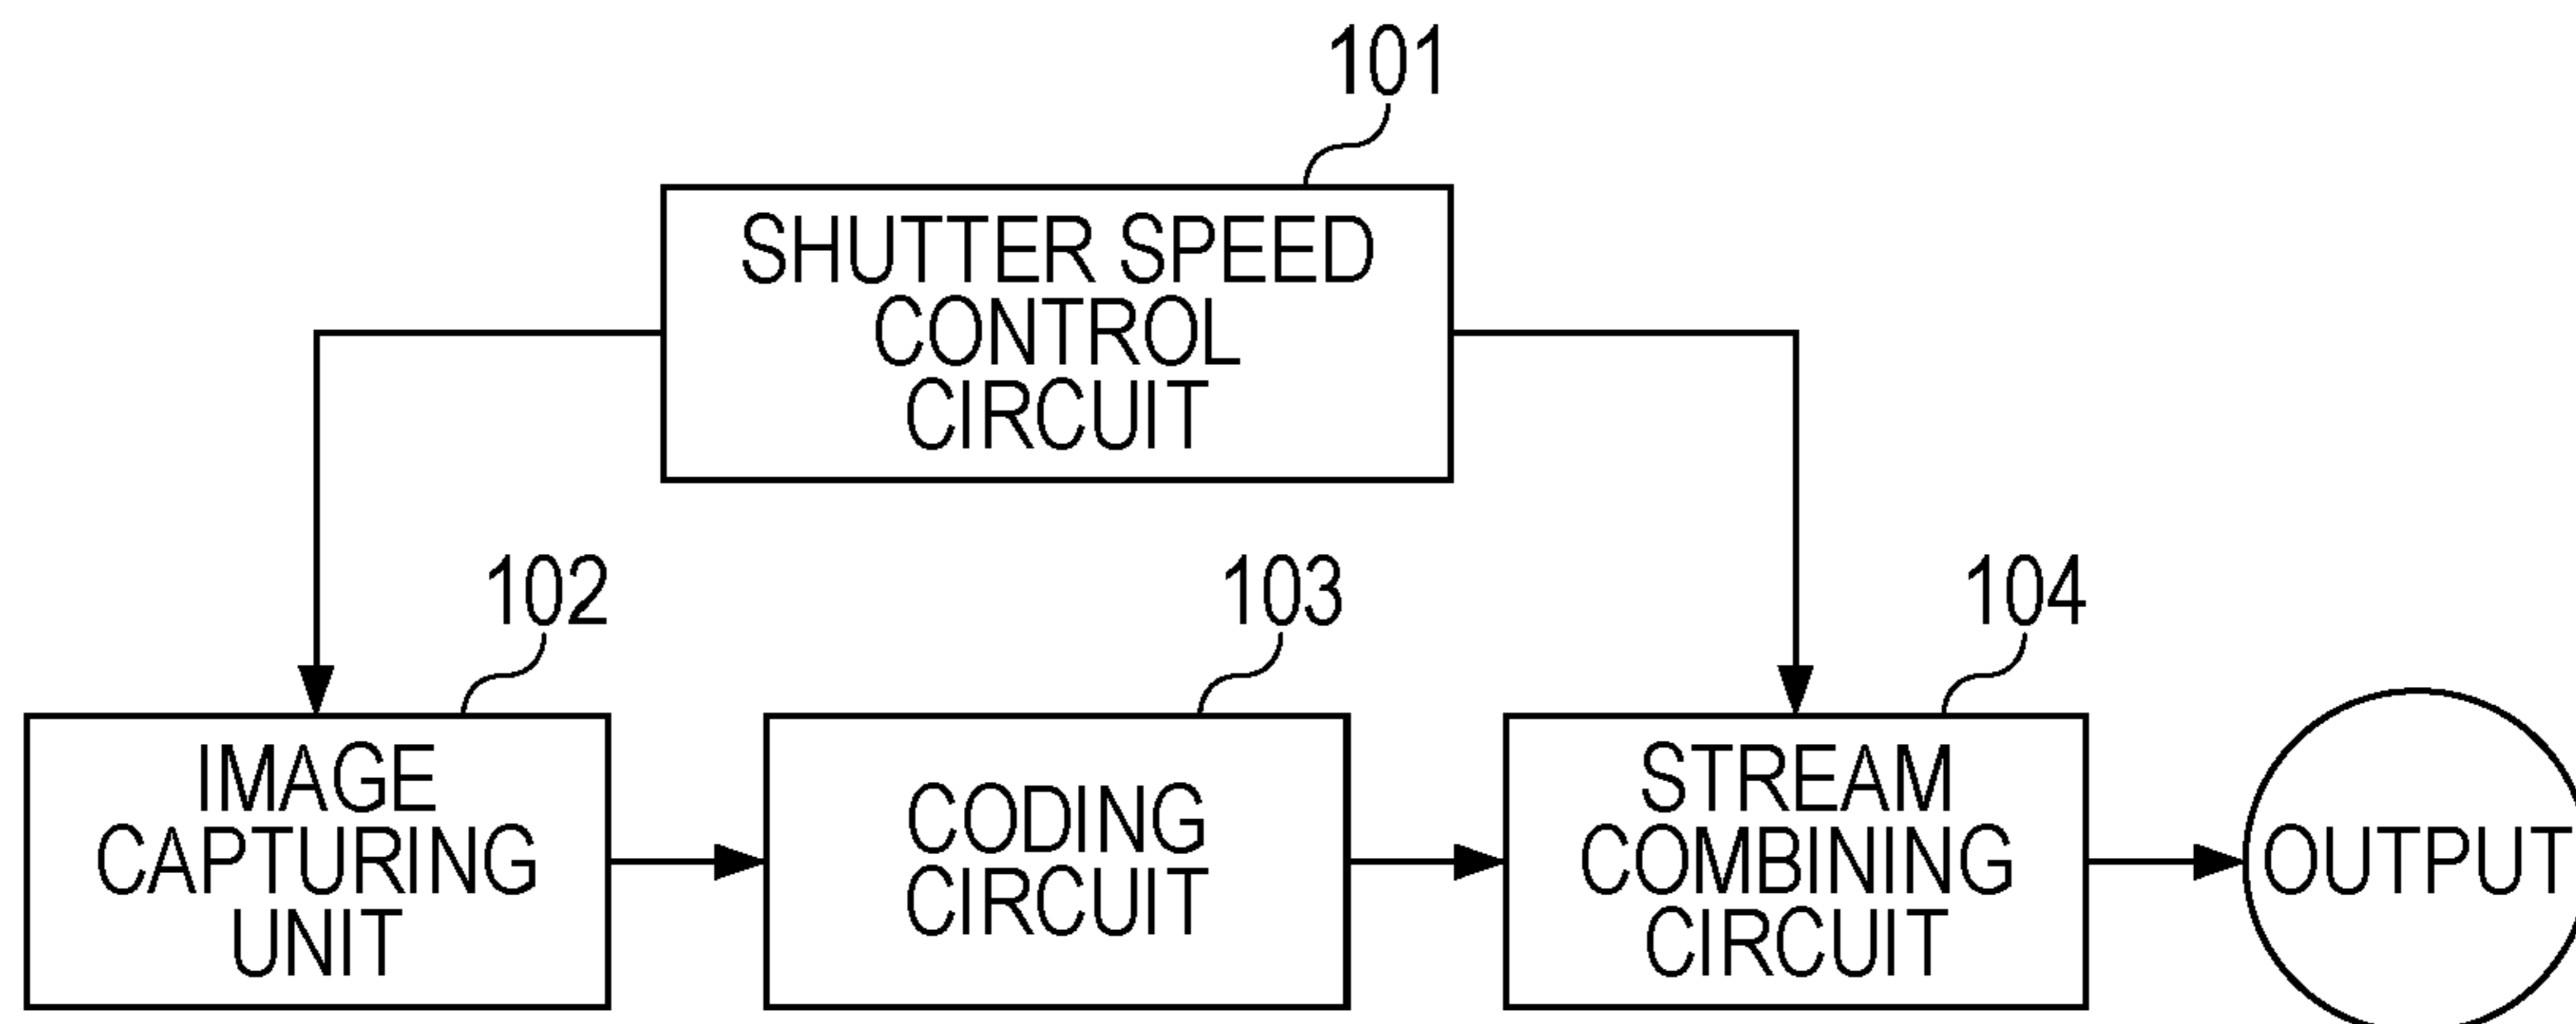 101
SHUTTER SPEED
CONTROL
CIRCUIT
102
103
104
IMAGE
CAPTURING
UNIT
CODING
CIRCUIT
STREAM
COMBINING
CIRCUIT
OUTPUT